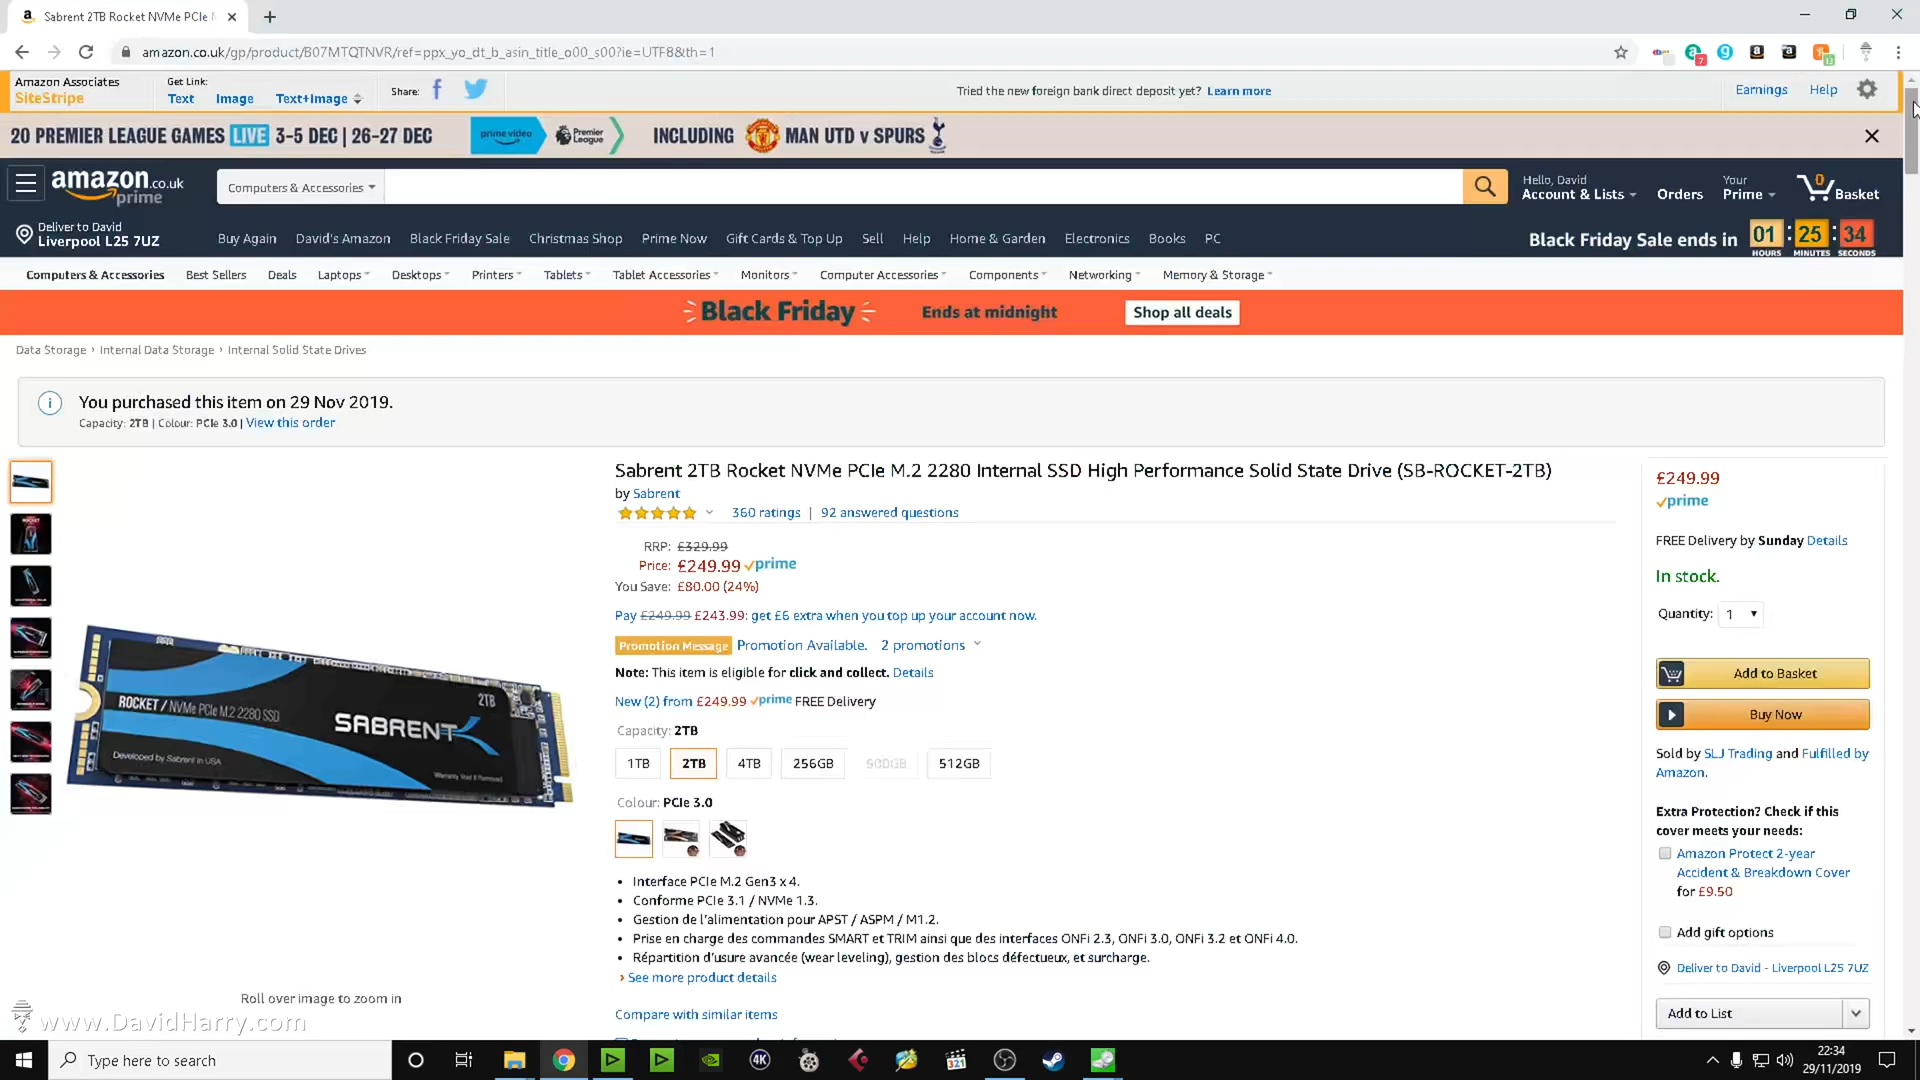 Sabrent 2TB Rocket NVMe PCIe M
amazon.co.uk/gp/product/B07MTQTNVR/ref=ppx_yo_dt_b_asin_title_o00_s00?ie=UTF8&th=1
Amazon Associates
SiteStripe
Get Link:
Text Image Text+Image
Share:
Tried the new foreign bank direct deposit yet? Learn more
Earnings Help
20 PREMIER LEAGUE GAMES LIVE 3-5 DEC | 26-27 DEC
prime video
Premier League
INCLUDING MAN UTD v SPURS
amazon.co.uk
prime
Computers & Accessories
Hello, David
Account & Lists
Orders
Your
Prime
0
Basket
Deliver to David
Liverpool L25 7UZ
Buy Again David's Amazon Black Friday Sale Christmas Shop Prime Now Gift Cards & Top Up Sell Help Home & Garden Electronics Books PC
Black Friday Sale ends in 01 : 25 : 34
HOURS MINUTES SECONDS
Computers & Accessories Best Sellers Deals Laptops Desktops Printers Tablets Tablet Accessories Monitors Computer Accessories Components Networking Memory & Storage
Black Friday Ends at midnight Shop all deals
Data Storage › Internal Data Storage › Internal Solid State Drives
You purchased this item on 29 Nov 2019.
Capacity: 2TB | Colour: PCIe 3.0 | View this order
Sabrent 2TB Rocket NVMe PCIe M.2 2280 Internal SSD High Performance Solid State Drive (SB-ROCKET-2TB)
by Sabrent
360 ratings | 92 answered questions
RRP: £329.99
Price: £249.99 prime
You Save: £80.00 (24%)
Pay £249.99 £243.99: get £6 extra when you top up your account now.
Promotion Message Promotion Available. 2 promotions
Note: This item is eligible for click and collect. Details
New (2) from £249.99 prime FREE Delivery
Capacity: 2TB
1TB 2TB 4TB 256GB 500GB 512GB
Colour: PCIe 3.0
• Interface PCIe M.2 Gen3 x 4.
• Conforme PCIe 3.1 / NVMe 1.3.
• Gestion de l'alimentation pour APST / ASPM / M1.2.
• Prise en charge des commandes SMART et TRIM ainsi que des interfaces ONFi 2.3, ONFi 3.0, ONFi 3.2 et ONFi 4.0.
• Répartition d'usure avancée (wear leveling), gestion des blocs défectueux, et surcharge.
› See more product details
Compare with similar items
ROCKET / NVMe PCIe M.2 2280 SSD
2TB
SABRENT
Developed by Sabrent in USA
Warranty Void if Removed
Roll over image to zoom in
www.DavidHarry.com
£249.99
prime
FREE Delivery by Sunday Details
In stock.
Quantity: 1
Add to Basket
Buy Now
Sold by SLJ Trading and Fulfilled by
Amazon.
Extra Protection? Check if this
cover meets your needs:
Amazon Protect 2-year
Accident & Breakdown Cover
for £9.50
Add gift options
Deliver to David - Liverpool L25 7UZ
Add to List
Type here to search
4K
321
22:34
29/11/2019